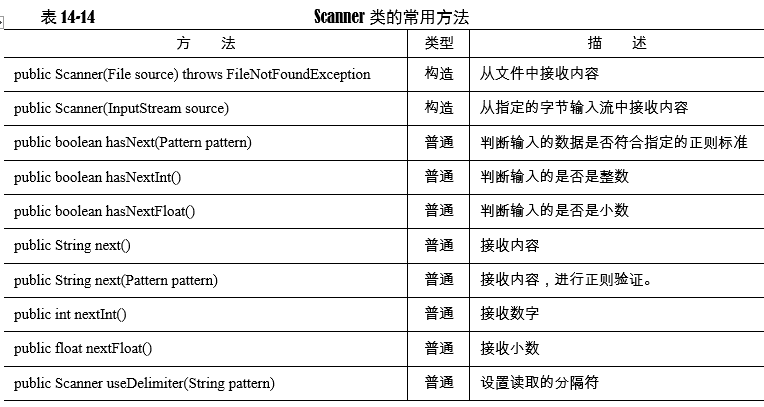 表 14-14 Scanner 类的常用方法
方 法 类型 描 述
public Scanner(File source) throws FileNotFoundException 构造 从文件中接收内容
public Scanner(InputStream source) 构造 从指定的字节输入流中接收内容
public boolean hasNext(Pattern pattern) 普通 判断输入的数据是否符合指定的正则标准
public boolean hasNextInt() 普通 判断输入的是否是整数
public boolean hasNextFloat() 普通 判断输入的是否是小数
public String next() 普通 接收内容
public String next(Pattern pattern) 普通 接收内容，进行正则验证。
public int nextInt() 普通 接收数字
public float nextFloat() 普通 接收小数
public Scanner useDelimiter(String pattern) 普通 设置读取的分隔符